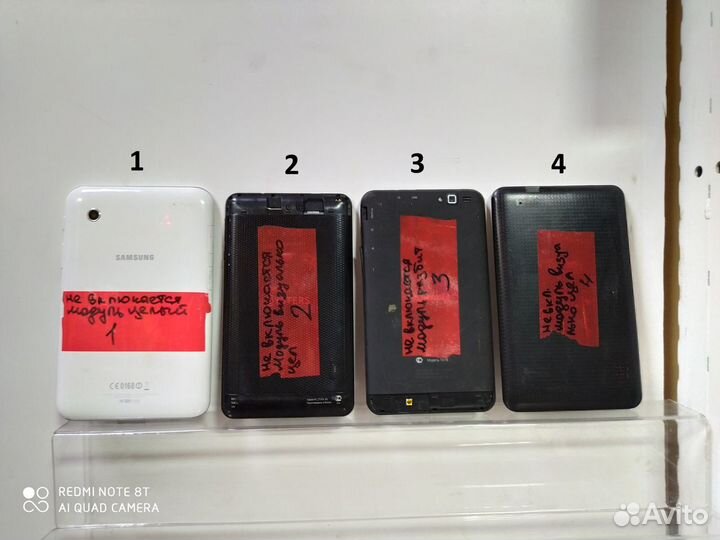 1
2
3
4
SAMSUNG
не включается
модуль целый
1
CE0168
не включается
модуль визуально
цел 2
не включается
модуль разбит
3
не вкл.
модуль визуа
льно цел
4
REDMI NOTE 8T
AI QUAD CAMERA
Avito